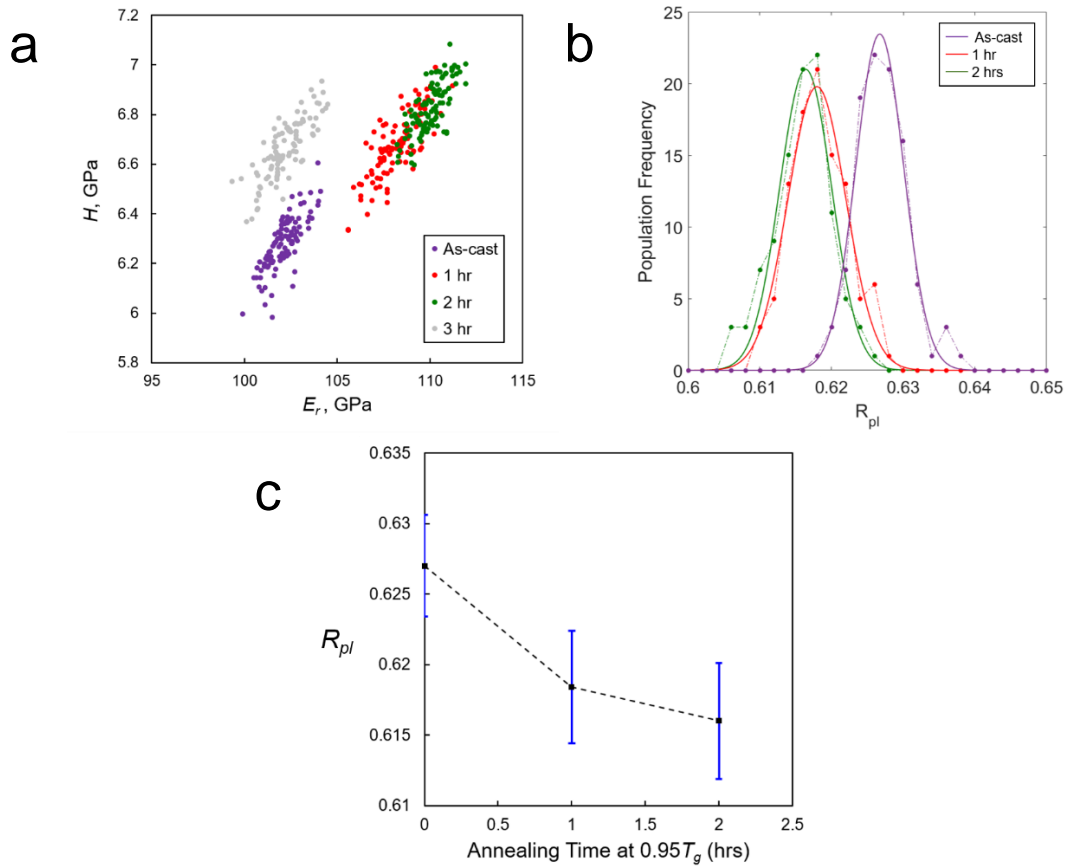 a
7.2
7
6.8
6.6
6.4
6.2
6
5.8
H, GPa
95
100
105
110
115
E_r, GPa
As-cast
1 hr
2 hr
3 hr
b
25
20
15
10
5
0
Population Frequency
0.6
0.61
0.62
0.63
0.64
0.65
R_pl
As-cast
1 hr
2 hrs
c
0.635
0.63
0.625
0.62
0.615
0.61
R_pl
0
0.5
1
1.5
2
2.5
Annealing Time at 0.95T_g (hrs)